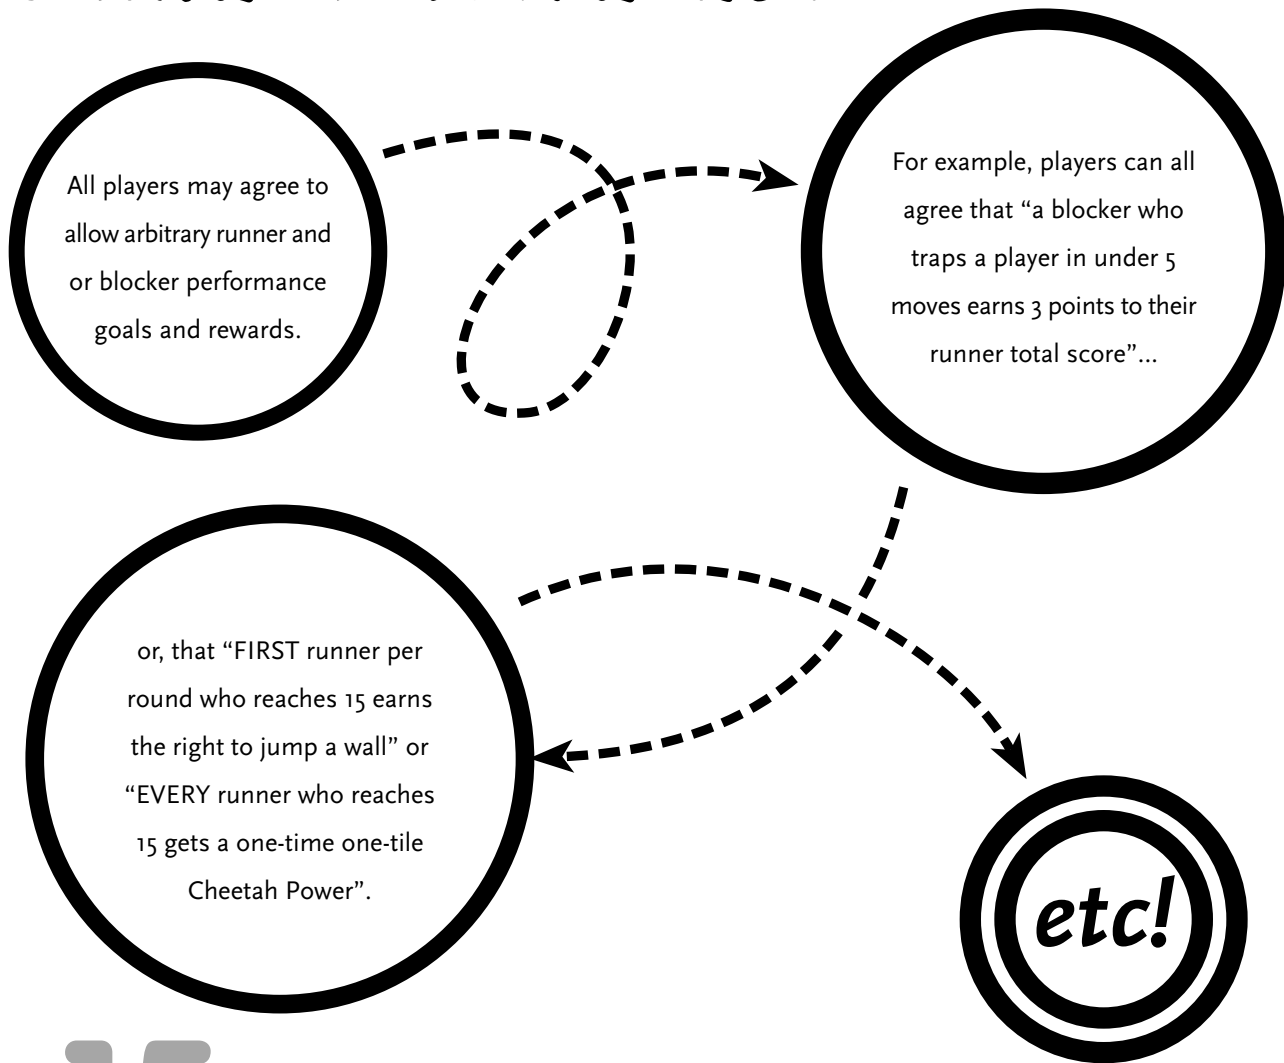 All players may agree to
allow arbitrary runner and
or blocker performance
goals and rewards.
For example, players can all
agree that “a blocker who
traps a player in under 5
moves earns 3 points to their
runner total score”...
or, that “FIRST runner per
round who reaches 15 earns
the right to jump a wall” or
“EVERY runner who reaches
15 gets a one-time one-tile
Cheetah Power”.
etc!